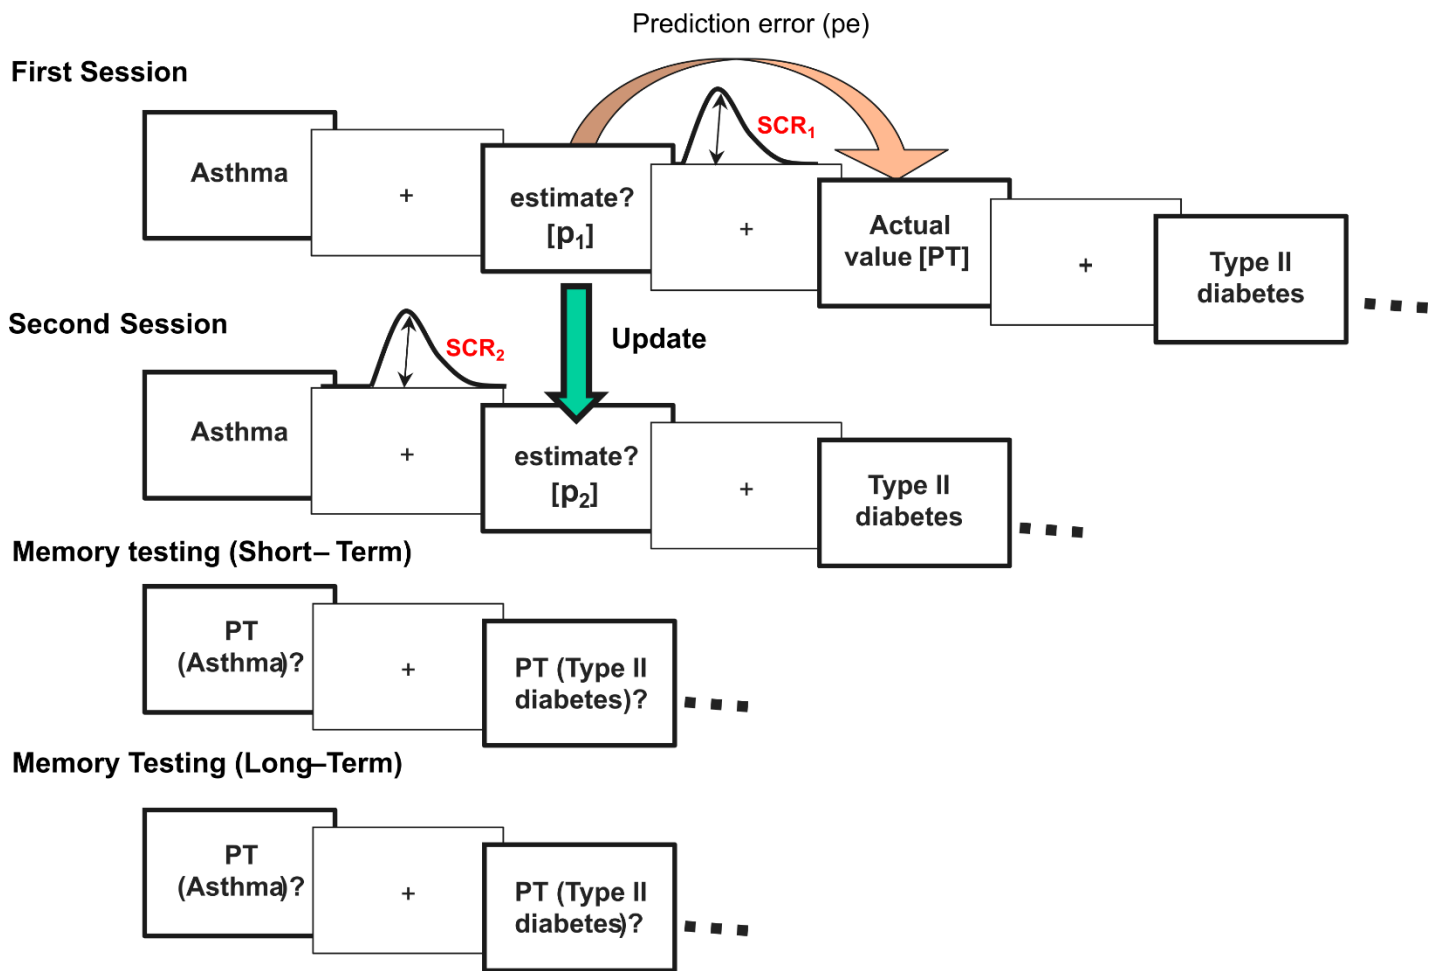 Prediction error (pe)
First Session
SCR₁
Asthma
+
estimate?
[p₁]
+
Actual
value [PT]
+
Type II
diabetes
Second Session
SCR₂
Update
Asthma
+
estimate?
[p₂]
+
Type II
diabetes
Memory testing (Short– Term)
PT
(Asthma)?
+
PT (Type II
diabetes)?
Memory Testing (Long–Term)
PT
(Asthma)?
+
PT (Type II
diabetes)?